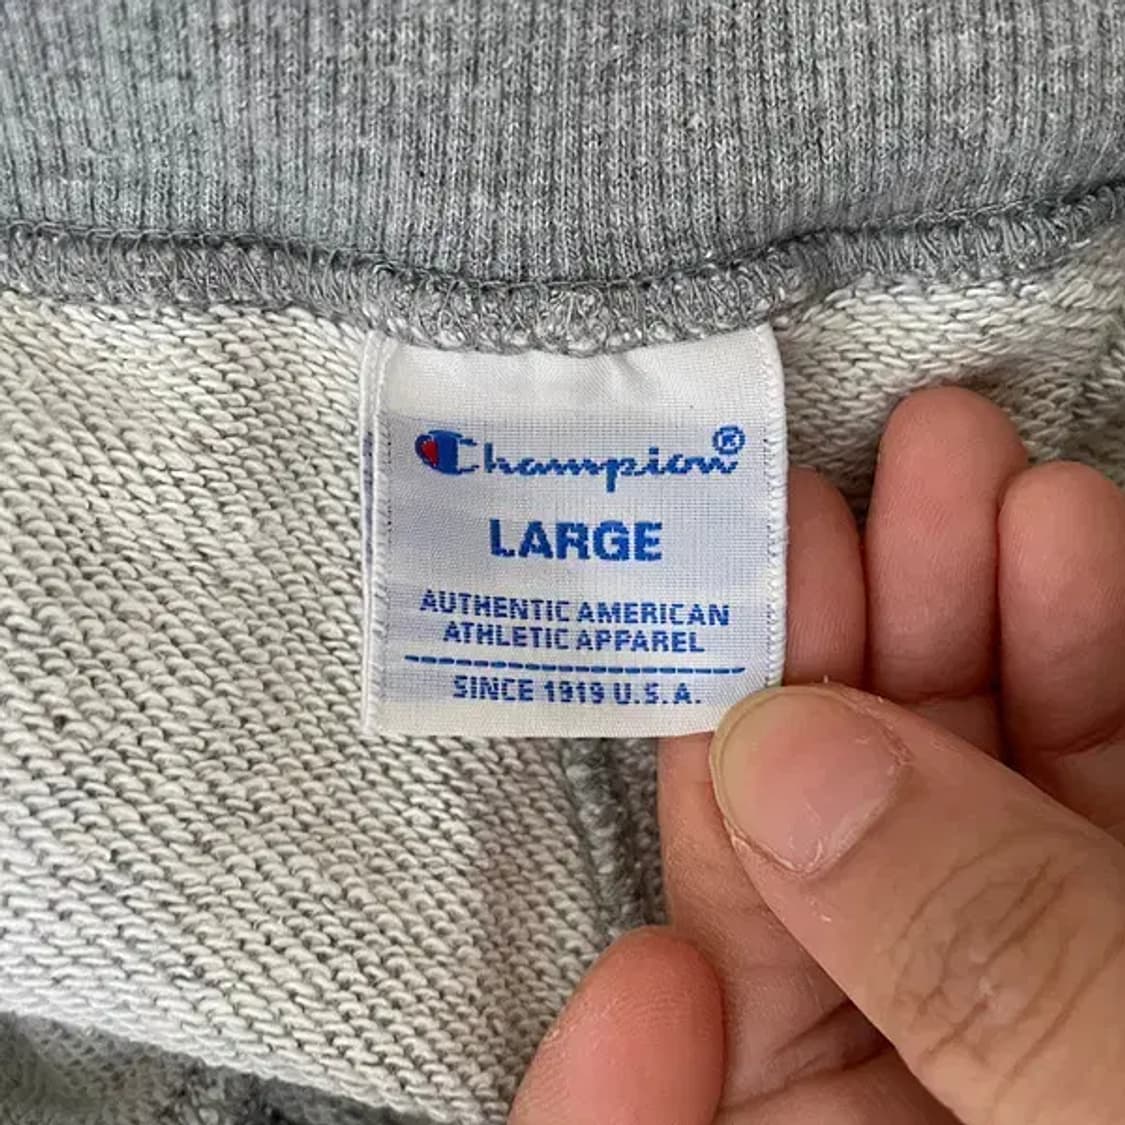 Champion®
LARGE
AUTHENTIC AMERICAN
ATHLETIC APPAREL
SINCE 1919 U.S.A.